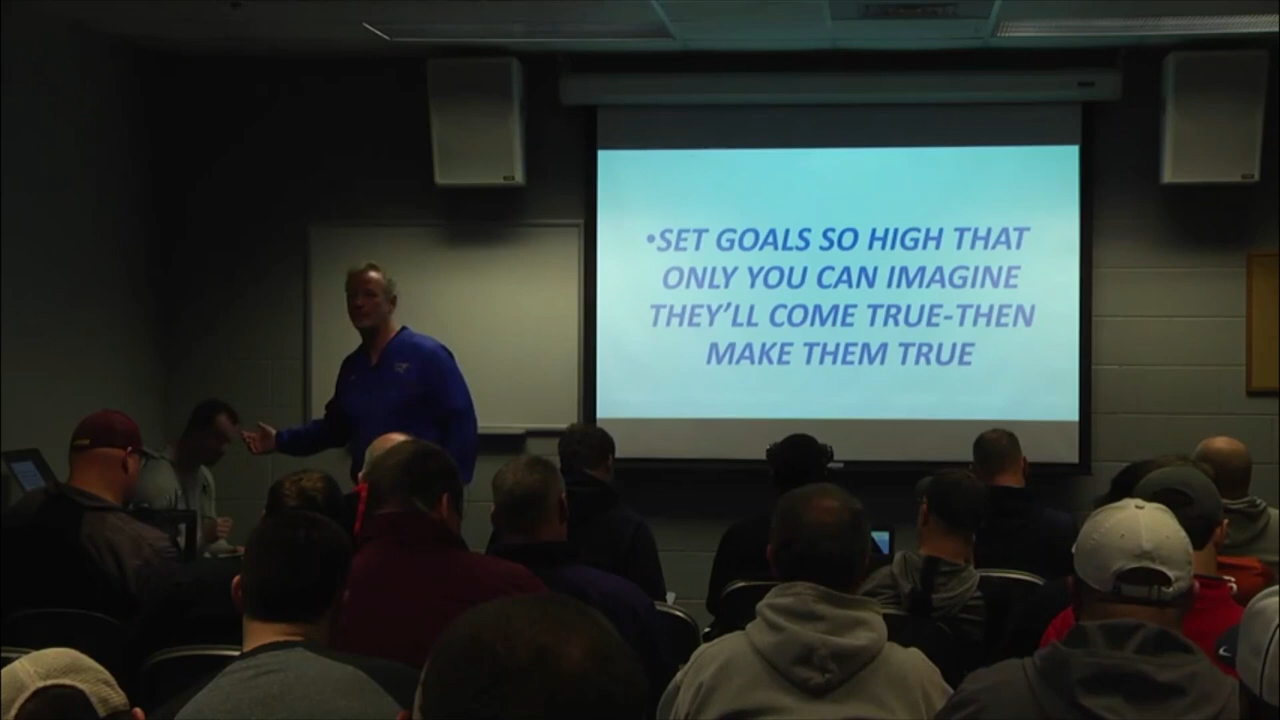 •SET GOALS SO HIGH THAT
ONLY YOU CAN IMAGINE
THEY'LL COME TRUE-THEN
MAKE THEM TRUE